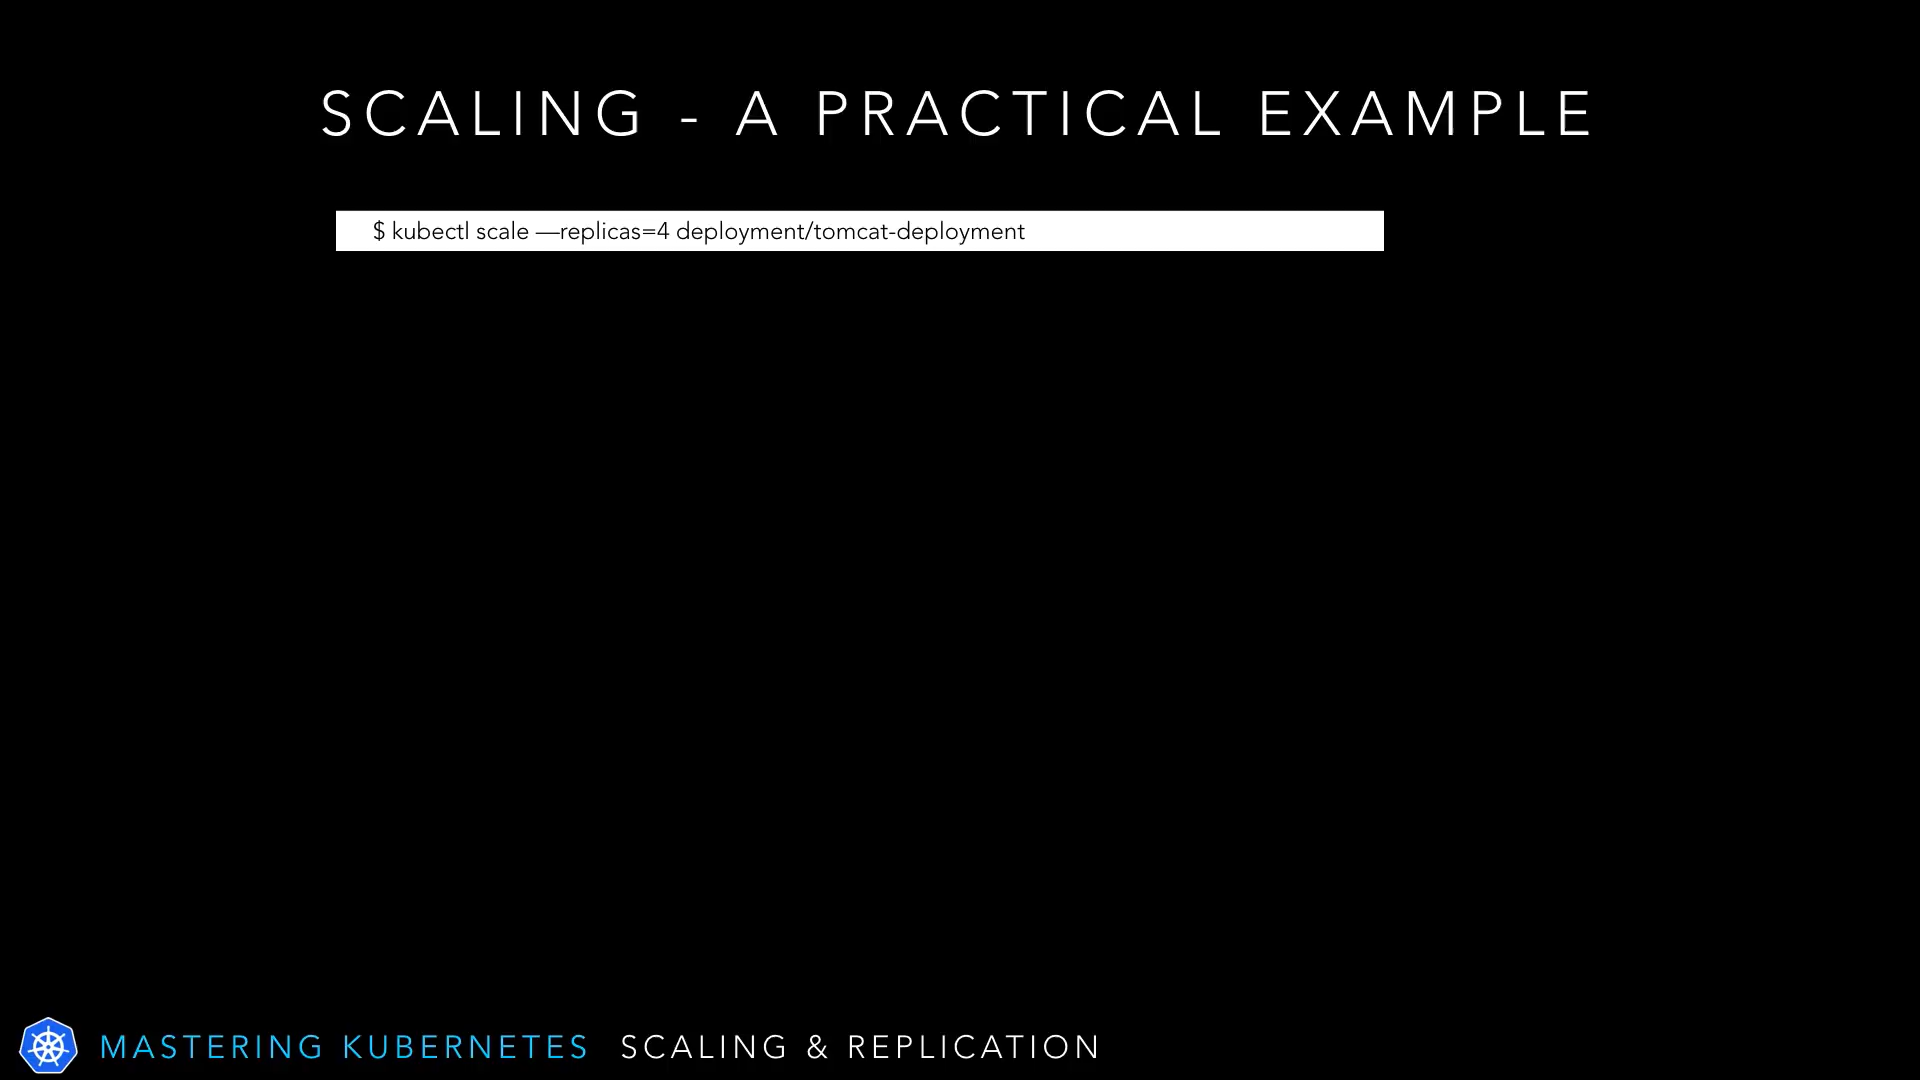 SCALING - A PRACTICAL EXAMPLE
$ kubectl scale —replicas=4 deployment/tomcat-deployment
MASTERING KUBERNETES SCALING & REPLICATION